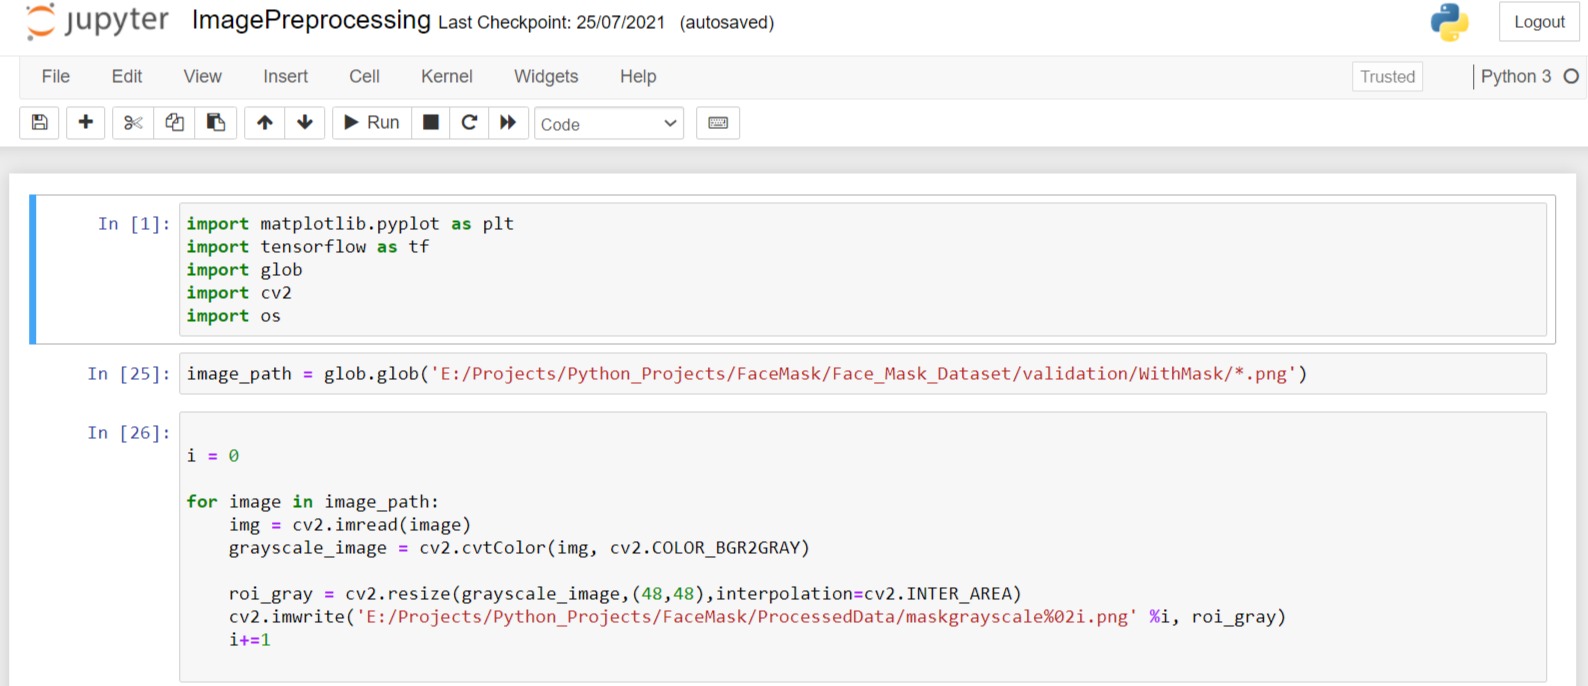 jupyter ImagePreprocessing Last Checkpoint: 25/07/2021 (autosaved) Logout
File Edit View Insert Cell Kernel Widgets Help Trusted Python 3
Run Code
In [1]: import matplotlib.pyplot as plt
import tensorflow as tf
import glob
import cv2
import os
In [25]: image_path = glob.glob('E:/Projects/Python_Projects/FaceMask/Face_Mask_Dataset/validation/WithMask/*.png')
In [26]:
i = 0
for image in image_path:
    img = cv2.imread(image)
    grayscale_image = cv2.cvtColor(img, cv2.COLOR_BGR2GRAY)
    roi_gray = cv2.resize(grayscale_image,(48,48),interpolation=cv2.INTER_AREA)
    cv2.imwrite('E:/Projects/Python_Projects/FaceMask/ProcessedData/maskgrayscale%02i.png' %i, roi_gray)
    i+=1